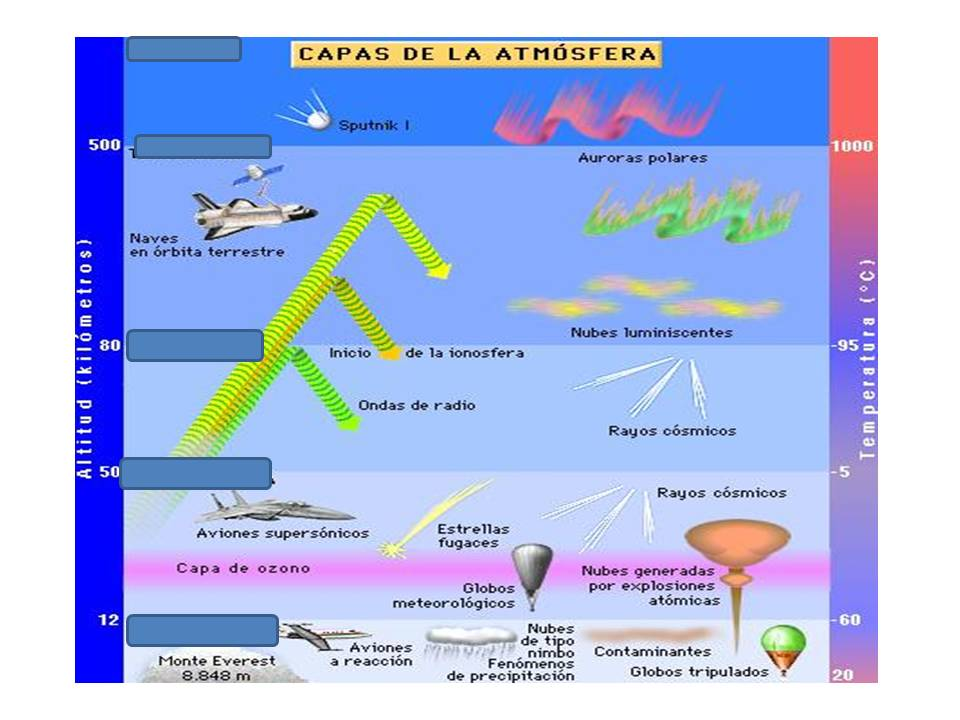 CAPAS DE LA ATMÓSFERA
Sputnik I
500
1000
Auroras polares
Naves
en órbita terrestre
Altitud (kilómetros)
Temperatura (°C)
Nubes luminiscentes
80
Inicio de la ionosfera
-95
Ondas de radio
Rayos cósmicos
50
-5
Rayos cósmicos
Aviones supersónicos
Estrellas
fugaces
Capa de ozono
Nubes generadas
por explosiones
atómicas
Globos
meteorológicos
12
-60
Aviones
a reacción
Nubes
de tipo
nimbo
Fenómenos
de precipitación
Contaminantes
Globos tripulados
Monte Everest
8.848 m
20